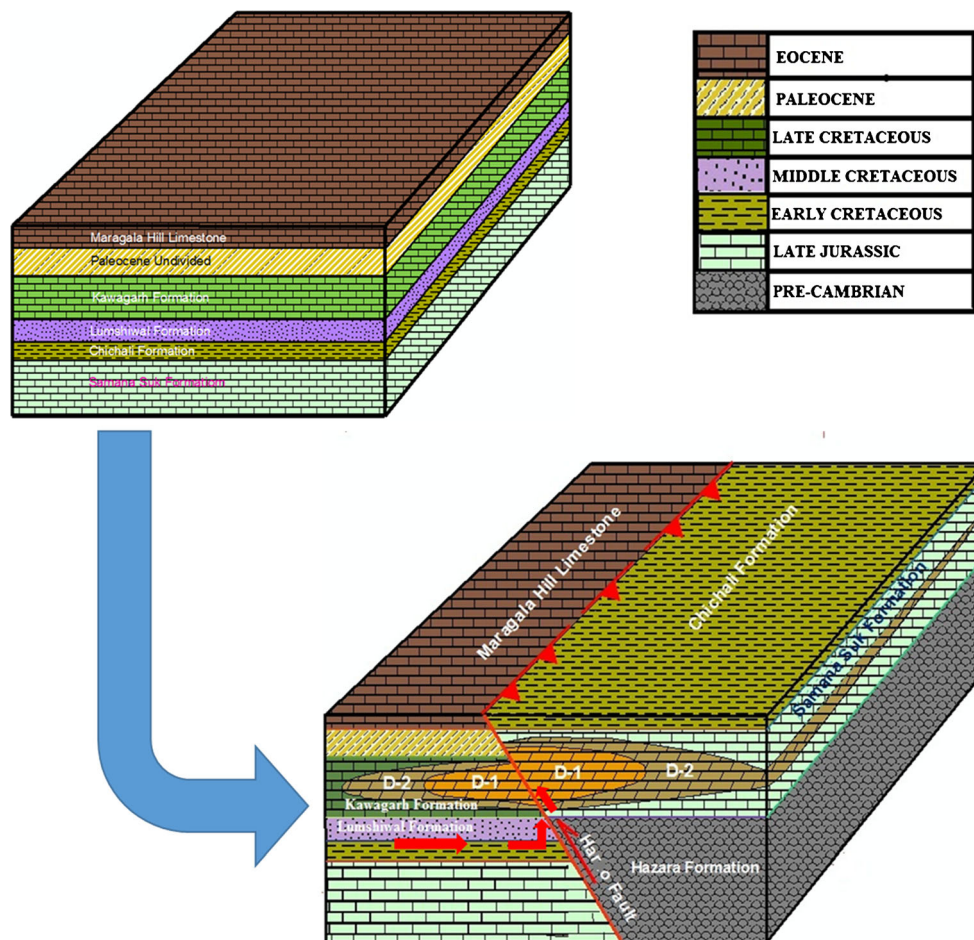 EOCENE
PALEOCENE
LATE CRETACEOUS
MIDDLE CRETACEOUS
EARLY CRETACEOUS
LATE JURASSIC
PRE-CAMBRIAN
Maragala Hill Limestone
Paleocene Undivided
Kawagarh Formation
Lumshiwal Formation
Chichali Formation
Samana Suk Formation
Maragala Hill Limestone
Chichali Formation
Samana Suk Formation
D-2
D-1
D-1
D-2
Kawagarh Formation
Lumshiwal Formation
Har o Fault
Hazara Formation